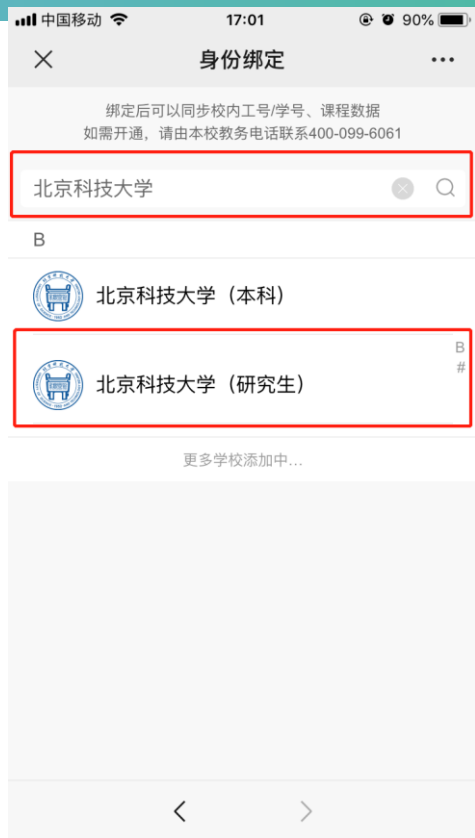 中国移动 17:01 90%
身份绑定
绑定后可以同步校内工号/学号、课程数据
如需开通，请由本校教务电话联系400-099-6061
北京科技大学
B
北京科技大学（本科）
B
#
北京科技大学（研究生）
更多学校添加中...